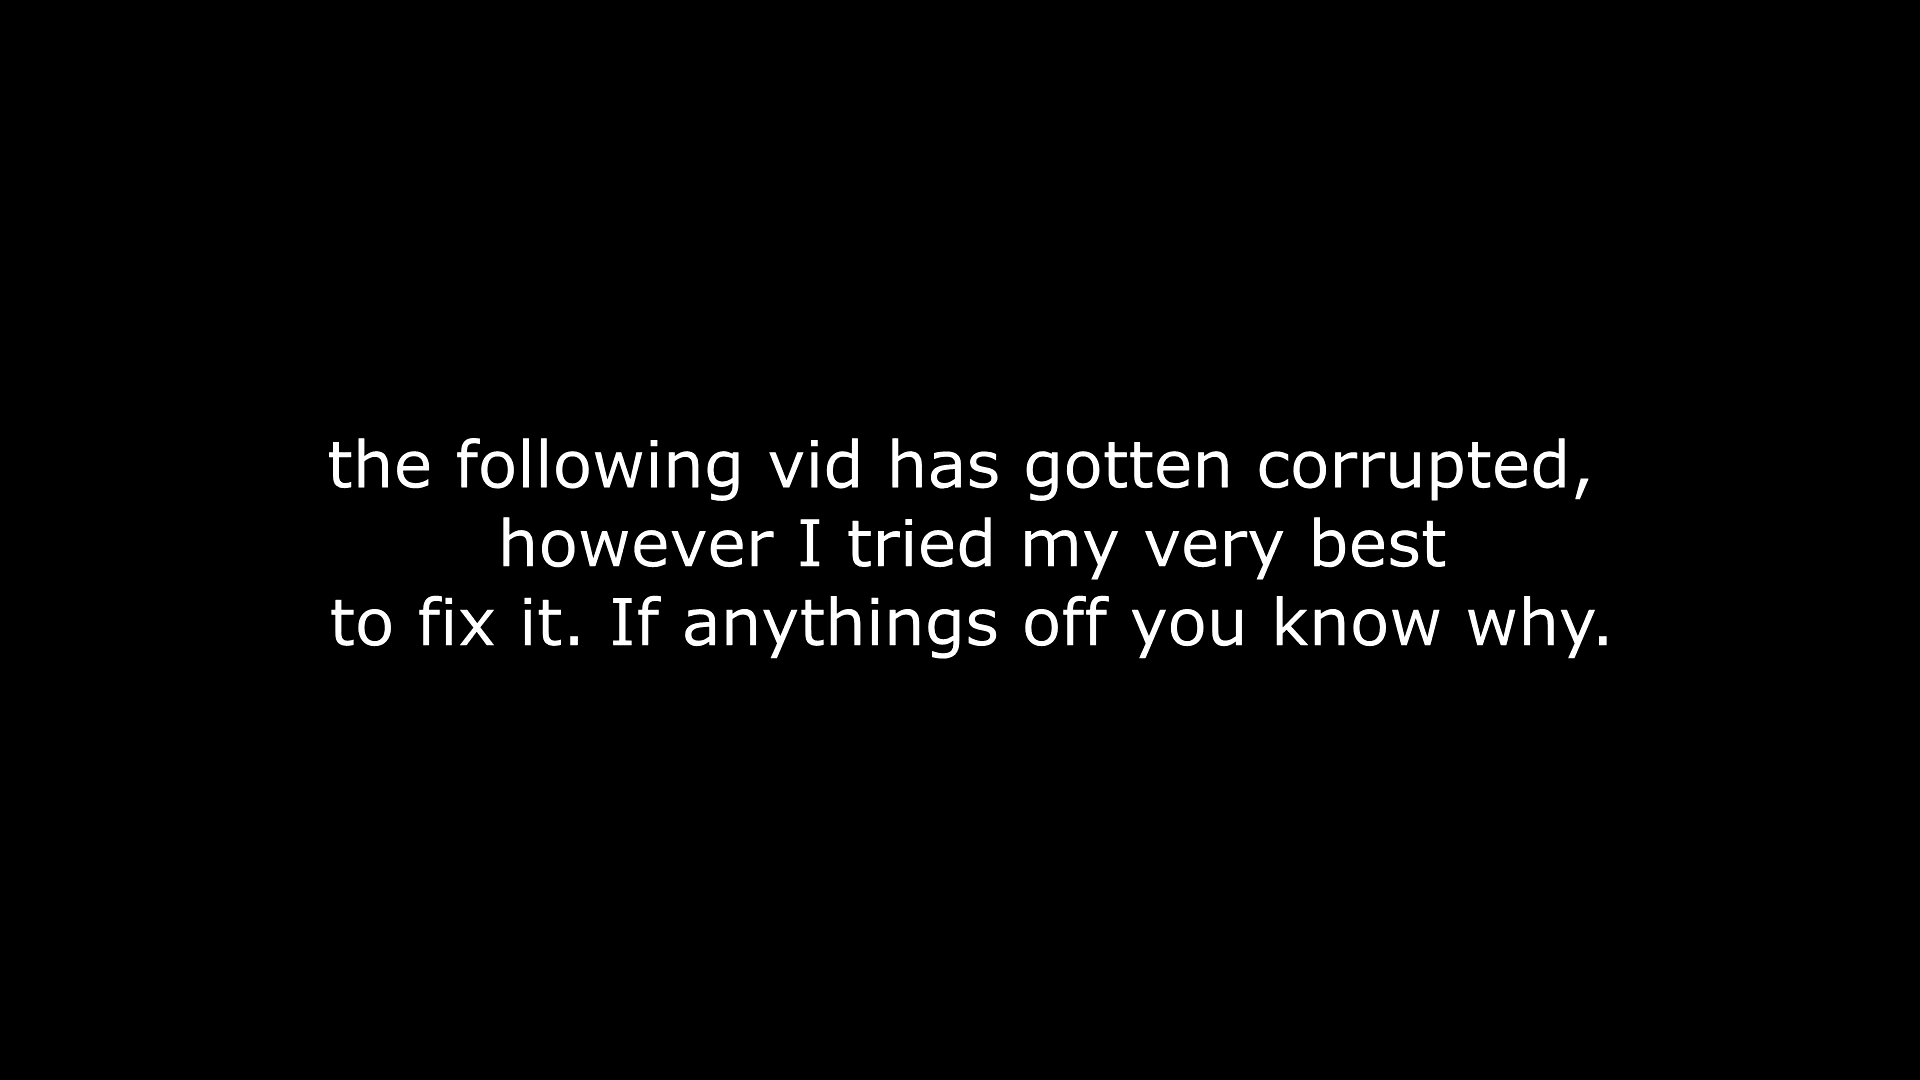 the following vid has gotten corrupted,
however I tried my very best
to fix it. If anythings off you know why.